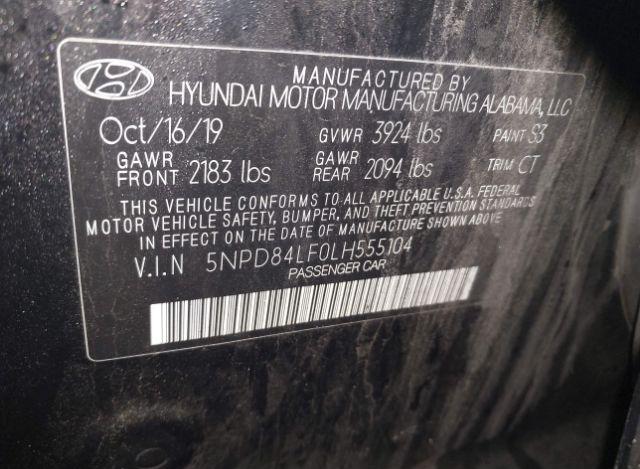 MANUFACTURED BY
HYUNDAI MOTOR MANUFACTURING ALABAMA, LLC
Oct/16/19 GVWR 3924 lbs PAINT S3
GAWR FRONT 2183 lbs GAWR REAR 2094 lbs TRIM CT
THIS VEHICLE CONFORMS TO ALL APPLICABLE U.S.A. FEDERAL
MOTOR VEHICLE SAFETY, BUMPER, AND THEFT PREVENTION STANDARDS
IN EFFECT ON THE DATE OF MANUFACTURE SHOWN ABOVE
V.I.N 5NPD84LF0LH555104
PASSENGER CAR